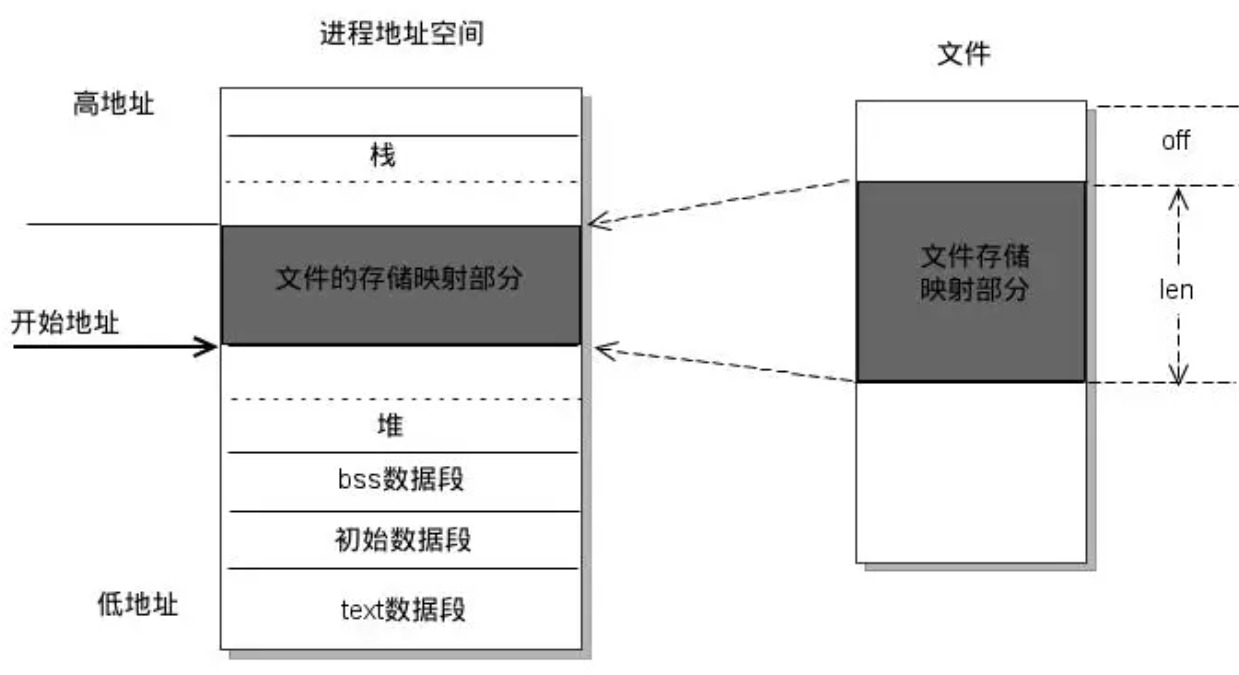 进程地址空间
文件
高地址
off
栈
文件的存储映射部分
文件存储
映射部分
len
开始地址
堆
bss数据段
初始数据段
低地址
text数据段